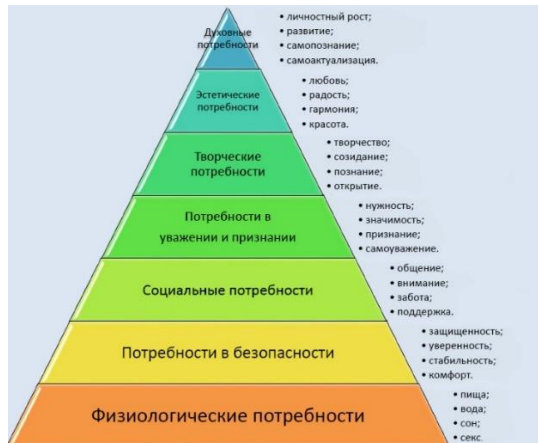 Духовные
потребности
• личностный рост;
• развитие;
• самопознание;
• самоактуализация.
Эстетические
потребности
• любовь;
• радость;
• гармония;
• красота.
Творческие
потребности
• творчество;
• созидание;
• познание;
• открытие.
Потребности в
уважении и признании
• нужность;
• значимость;
• признание;
• самоуважение.
Социальные потребности
• общение;
• внимание;
• забота;
• поддержка.
Потребности в безопасности
• защищенность;
• уверенность;
• стабильность;
• комфорт.
Физиологические потребности
• пища;
• вода;
• сон;
• секс.